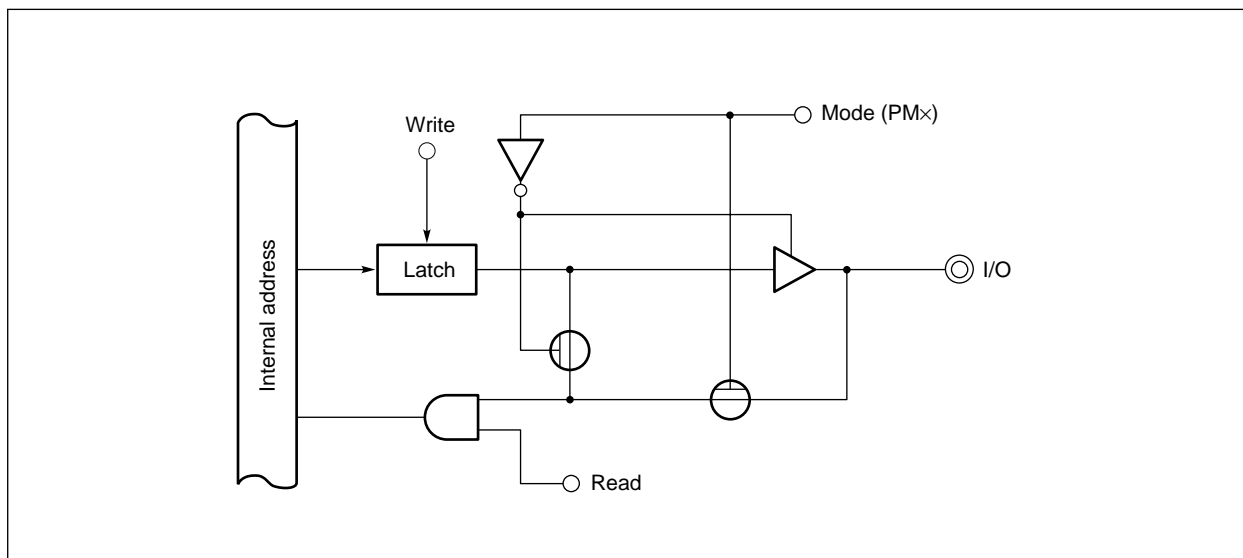 Mode (PM×)
Write
Internal address
Latch
I/O
Read